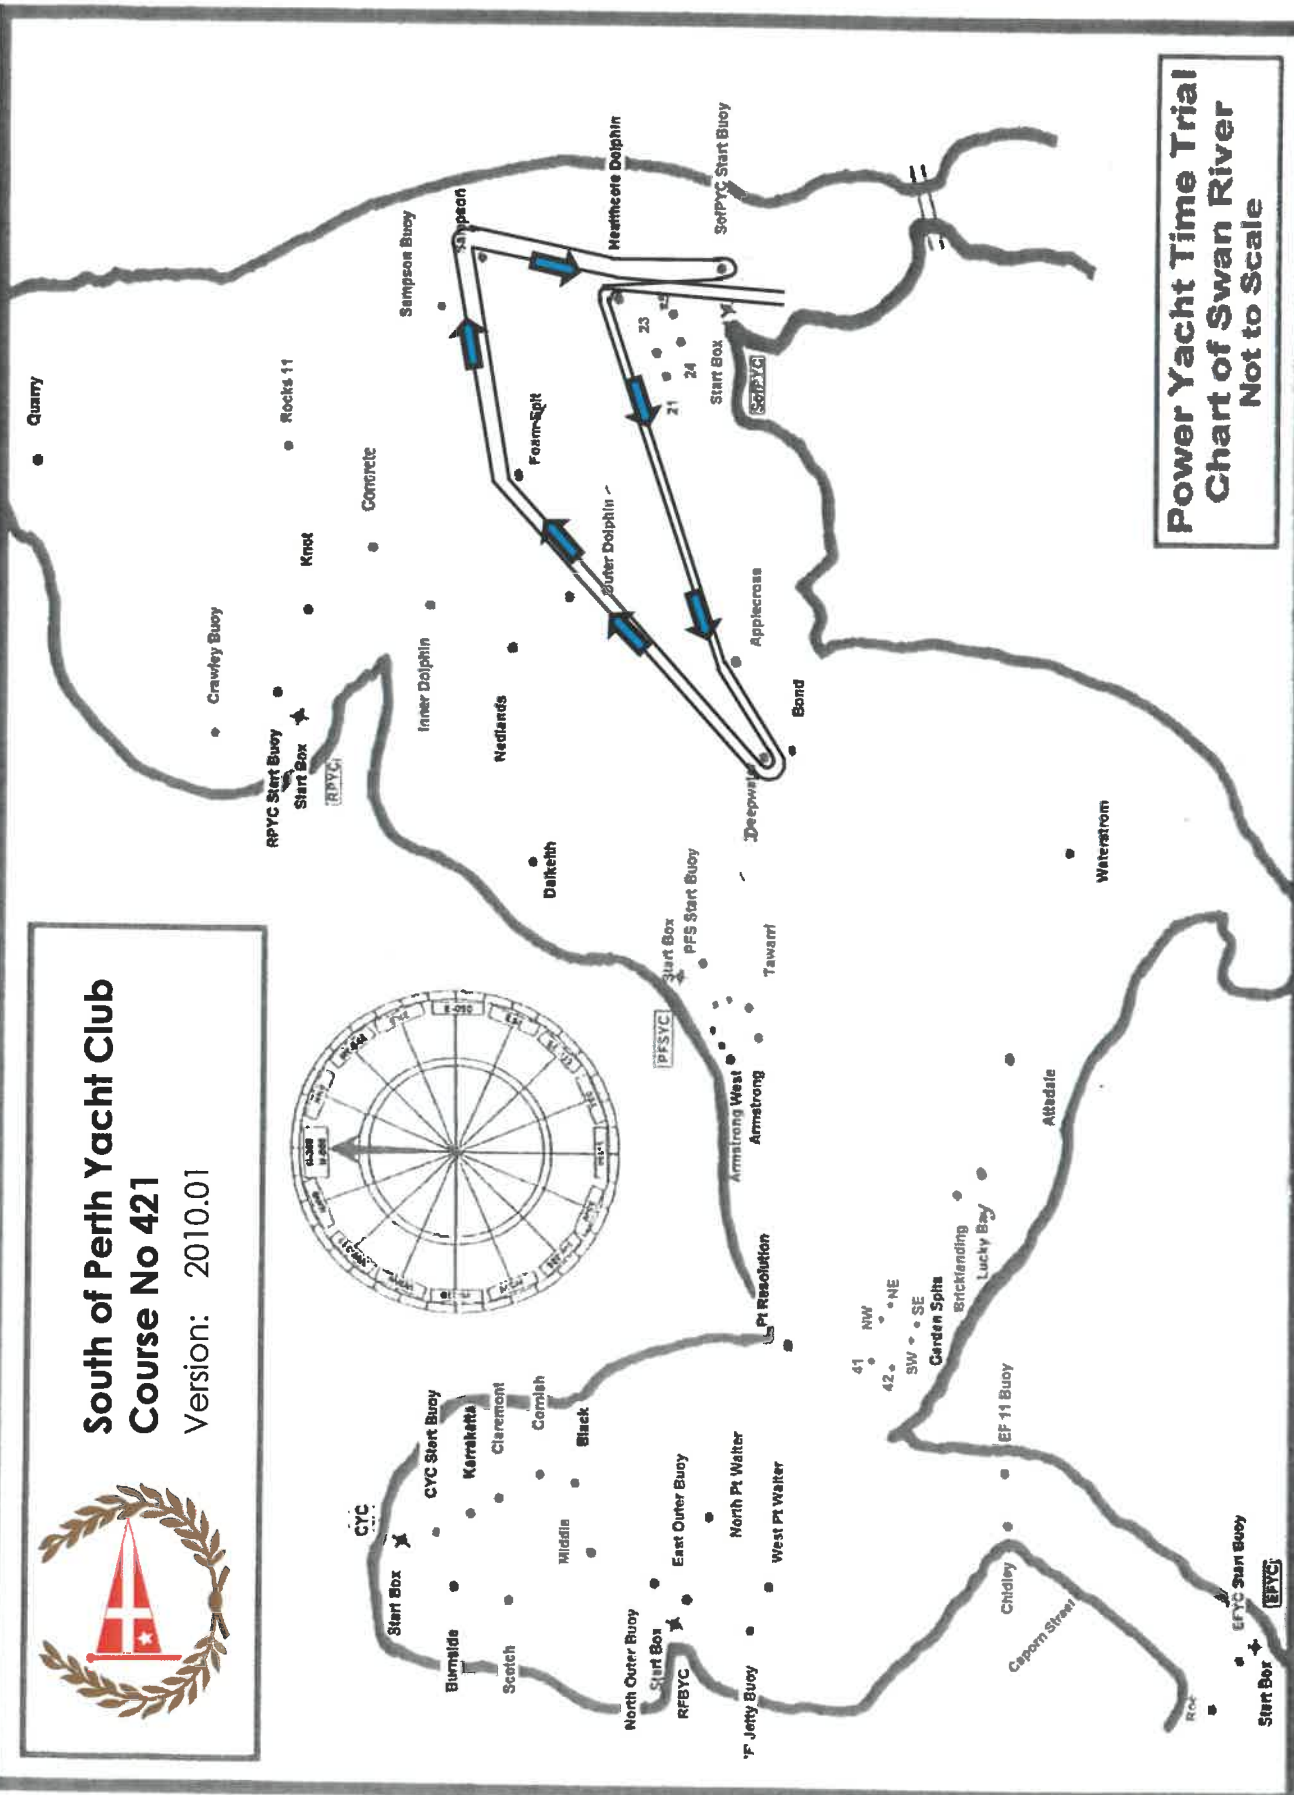 South of Perth Yacht Club
Course No 421
Version: 2010.01
Quarry
Rocks 11
Concrete
Knot
Crawley Buoy
Inner Dolphin
RPYC Start Buoy
Start Box
RPYC
Nedlands
Dalkeith
Sampson Buoy
Sampson
Foam Spit
Outer Dolphin
Heathcote Dolphin
SofPYC Start Buoy
23
21
24
Start Box
SofPYC
Applecross
Bond
Deepwater
Waterstrom
Start Box
PFS Start Buoy
PFSYC
Tawarri
Armstrong West
Armstrong
Pt Resolution
Attadale
Lucky Bay
Bricklanding
NW
NE
41
42
SW
SE
Garden Spits
CYC
CYC Start Buoy
Karrakatta
Claremont
Cornish
Black
Middle
Start Box
Burnside
Scotch
East Outer Buoy
North Pt Walter
West Pt Walter
North Outer Buoy
Start Box
RFBYC
'F' Jetty Buoy
EF 11 Buoy
Chidley
Caporn Street
Roe
EFYC Start Buoy
EFYC
Start Box
Power Yacht Time Trial
Chart of Swan River
Not to Scale